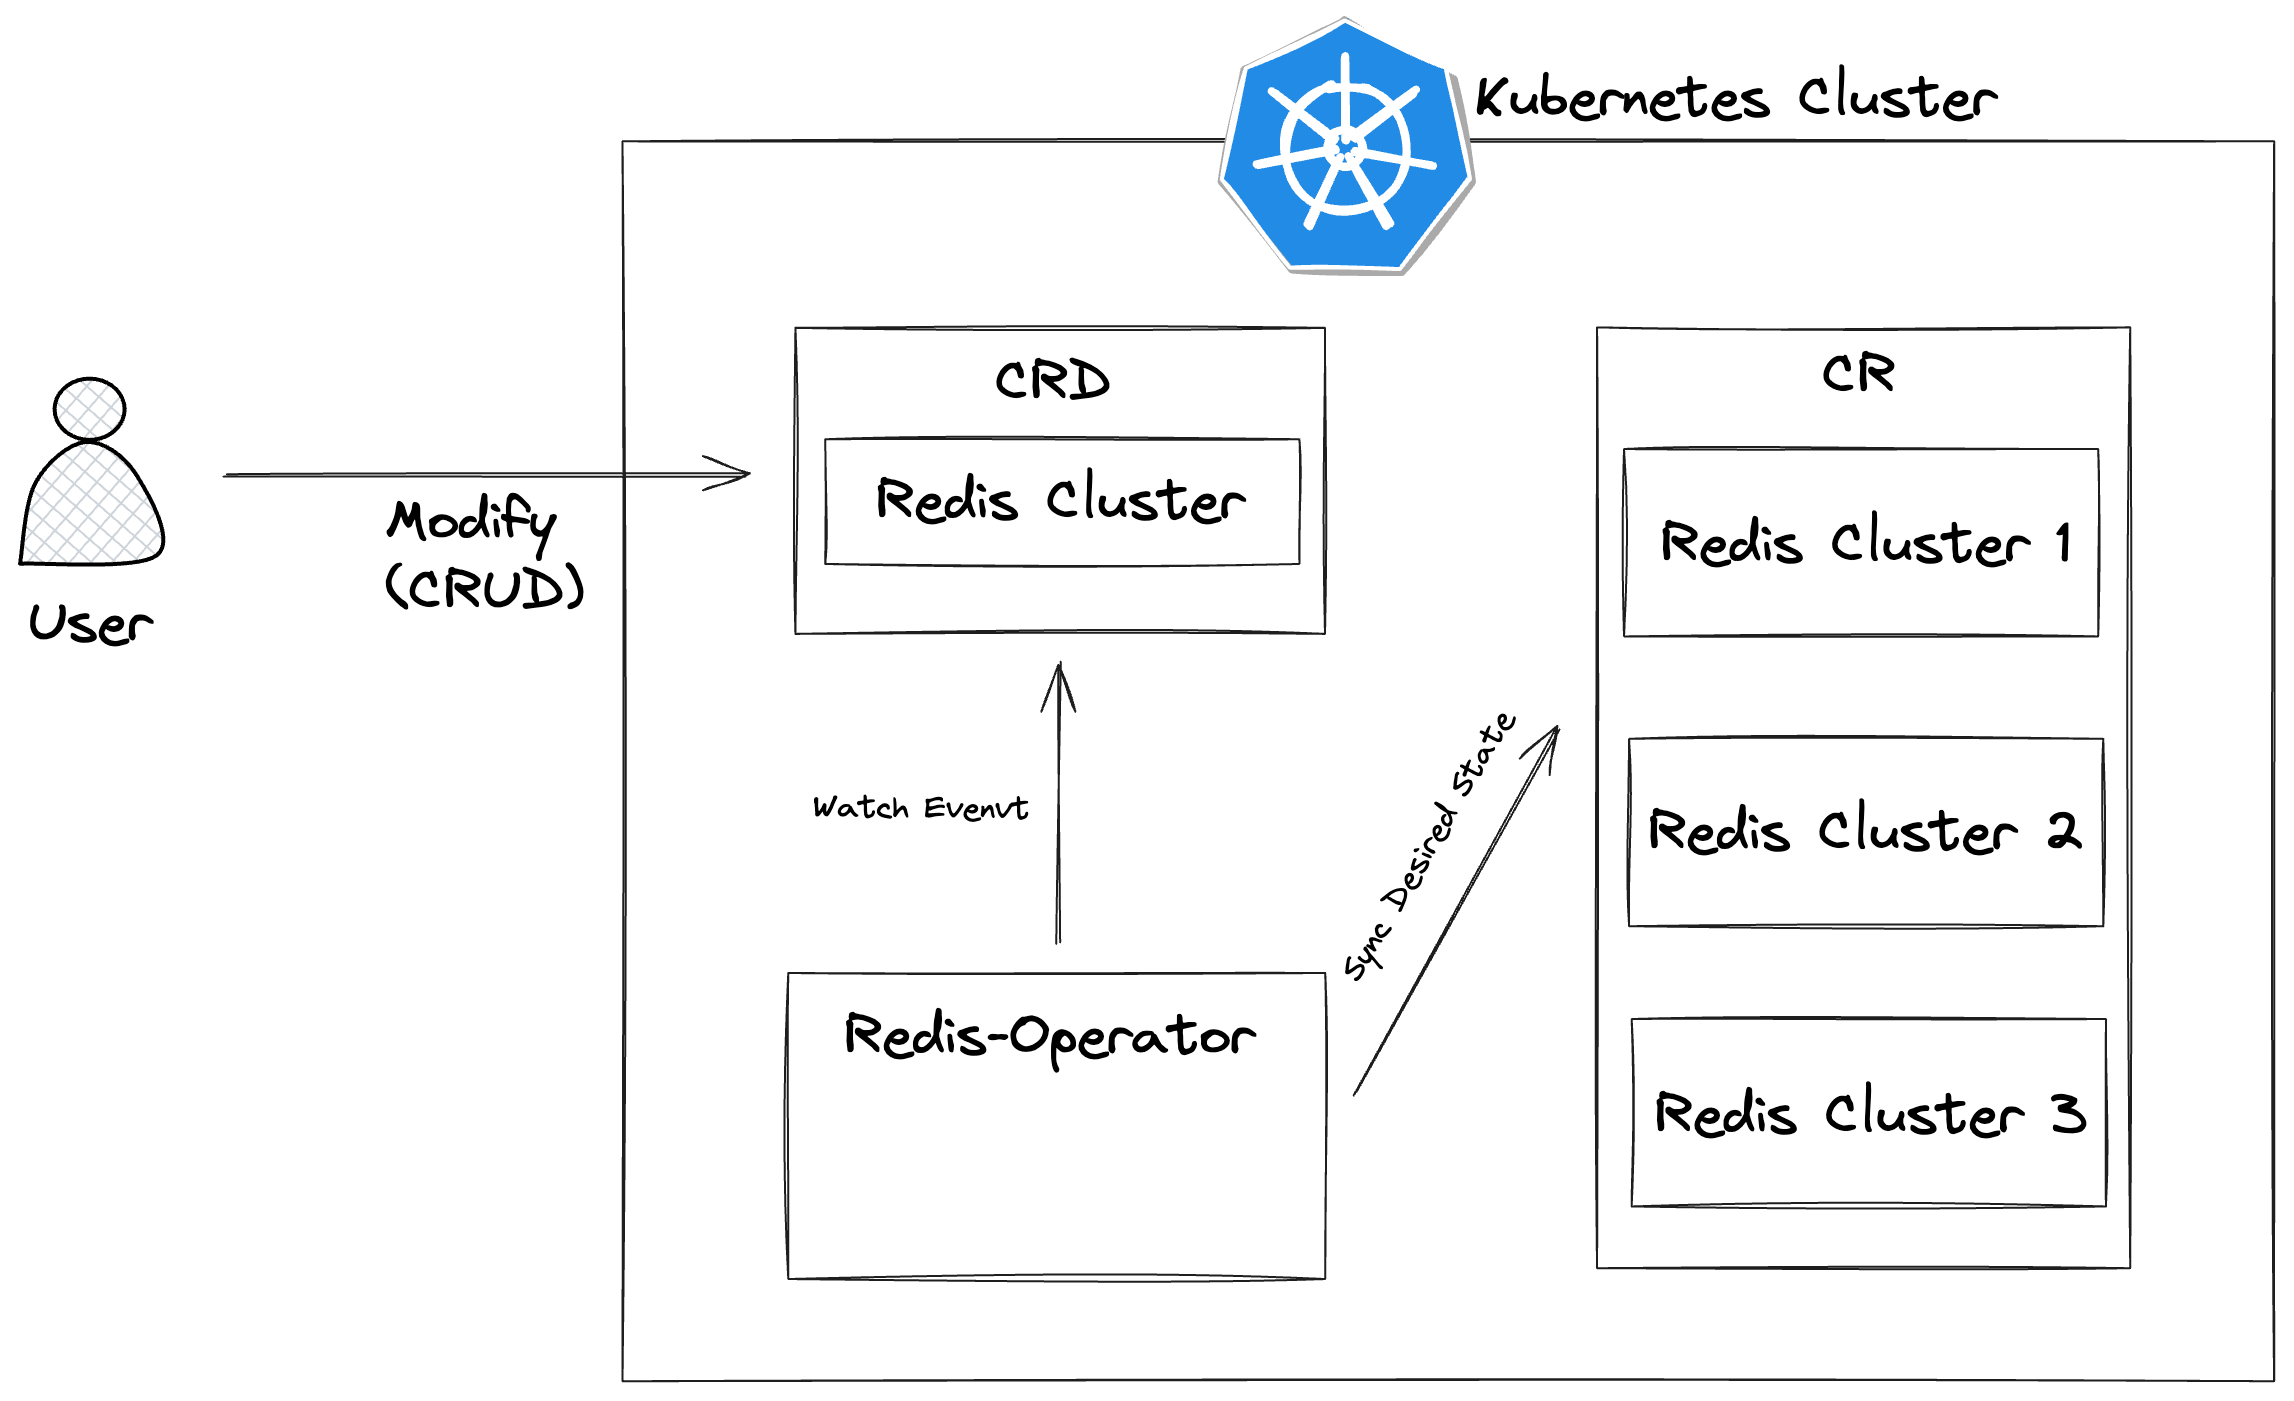 Kubernetes Cluster
User
Modify
(CRUD)
CRD
Redis Cluster
Watch Evenvt
Redis-Operator
Sync Desired State
CR
Redis Cluster 1
Redis Cluster 2
Redis Cluster 3